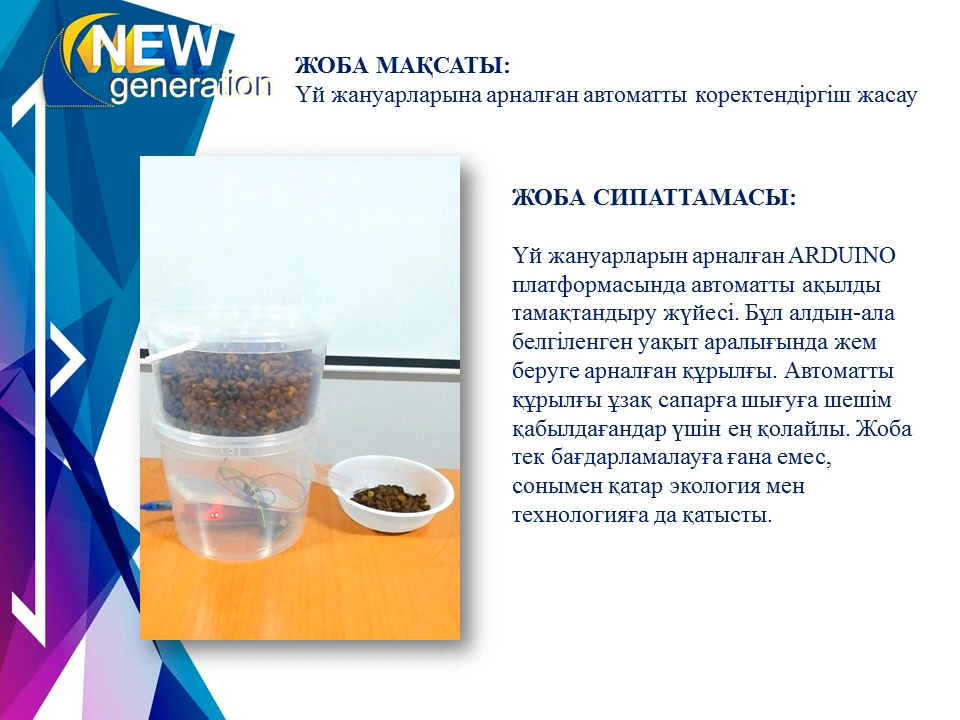 NEW
generation
ЖОБА МАҚСАТЫ:
Үй жануарларына арналған автоматты коректендіргіш жасау
ЖОБА СИПАТТАМАСЫ:
Үй жануарларын арналған ARDUINO
платформасында автоматты ақылды
тамақтандыру жүйесі. Бұл алдын-ала
белгіленген уақыт аралығында жем
беруге арналған құрылғы. Автоматты
құрылғы ұзақ сапарға шығуға шешім
қабылдағандар үшін ең қолайлы. Жоба
тек бағдарламалауға ғана емес,
сонымен қатар экология мен
технологияға да қатысты.